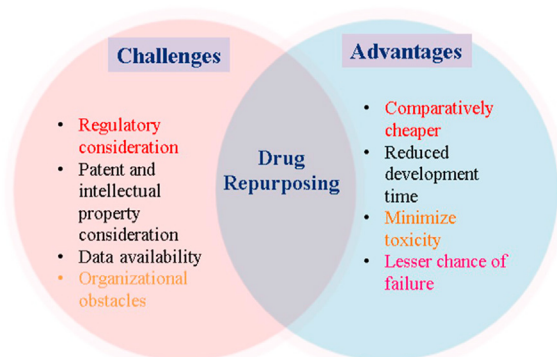 Challenges
• Regulatory
consideration
• Patent and
intellectual
property
consideration
• Data availability
• Organizational
obstacles
Drug
Repurposing
Advantages
• Comparatively
cheaper
• Reduced
development
time
• Minimize
toxicity
• Lesser chance of
failure